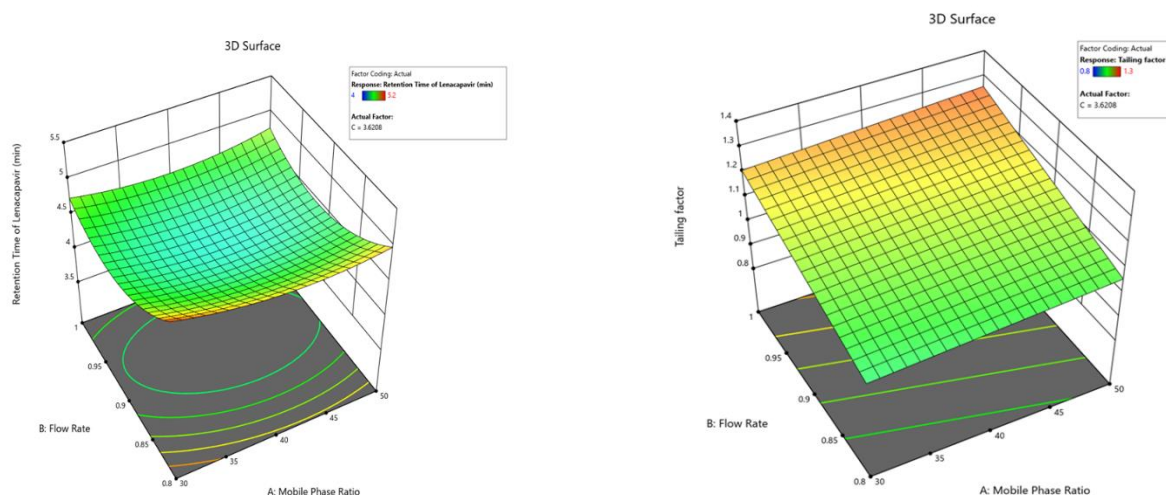 3D Surface
Factor Coding: Actual
Response: Retention Time of Lenacapavir (min)
4 5.2
Actual Factor:
C = 3.6208
Retention Time of Lenacapavir (min)
5.5
5
4.5
4
3.5
1
0.95
0.9
0.85
0.8
30
35
40
45
50
B: Flow Rate
A: Mobile Phase Ratio
3D Surface
Factor Coding: Actual
Response: Tailing factor
0.8 1.3
Actual Factor:
C = 3.6208
Tailing factor
1.4
1.3
1.2
1.1
1
0.9
0.8
1
0.95
0.9
0.85
0.8
30
35
40
45
50
B: Flow Rate
A: Mobile Phase Ratio